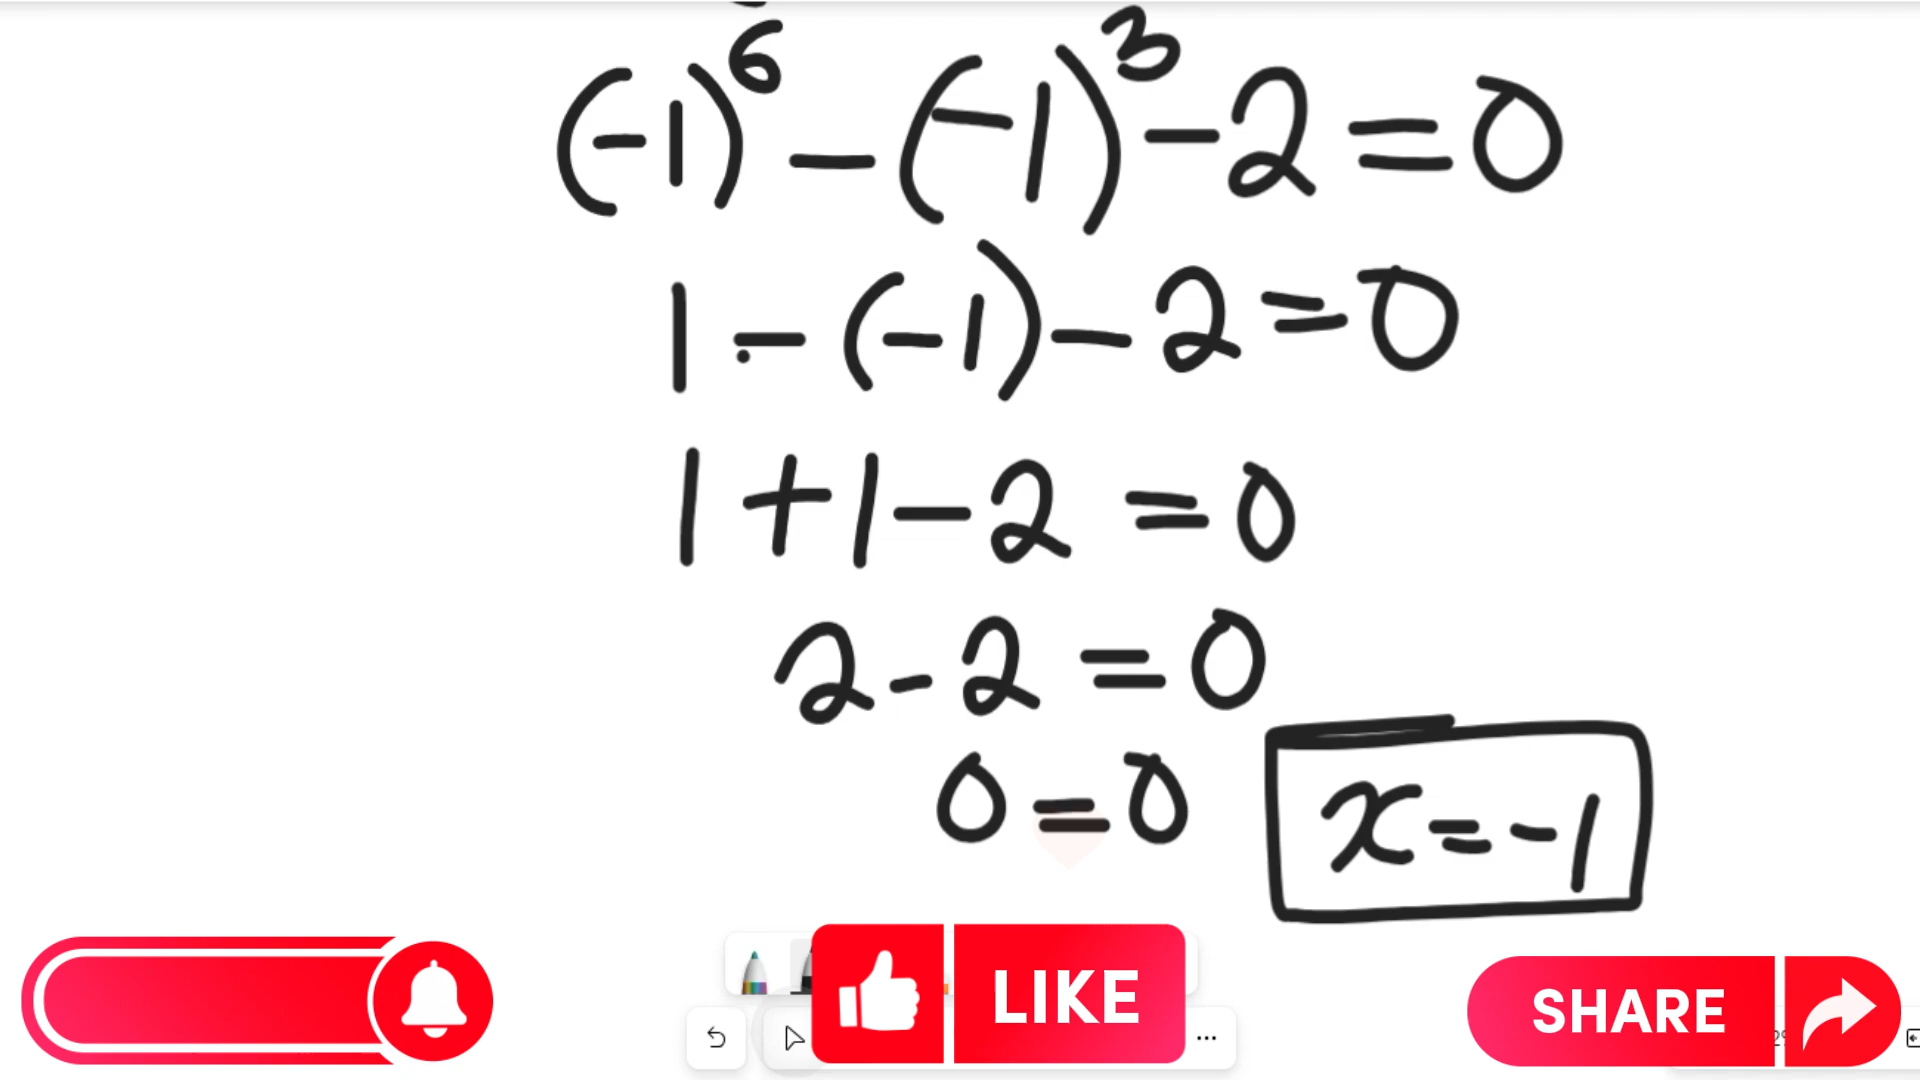 (-1)⁶ - (-1)³ - 2 = 0
1 - (-1) - 2 = 0
1 + 1 - 2 = 0
2 - 2 = 0
0 = 0
x = -1
LIKE
SHARE